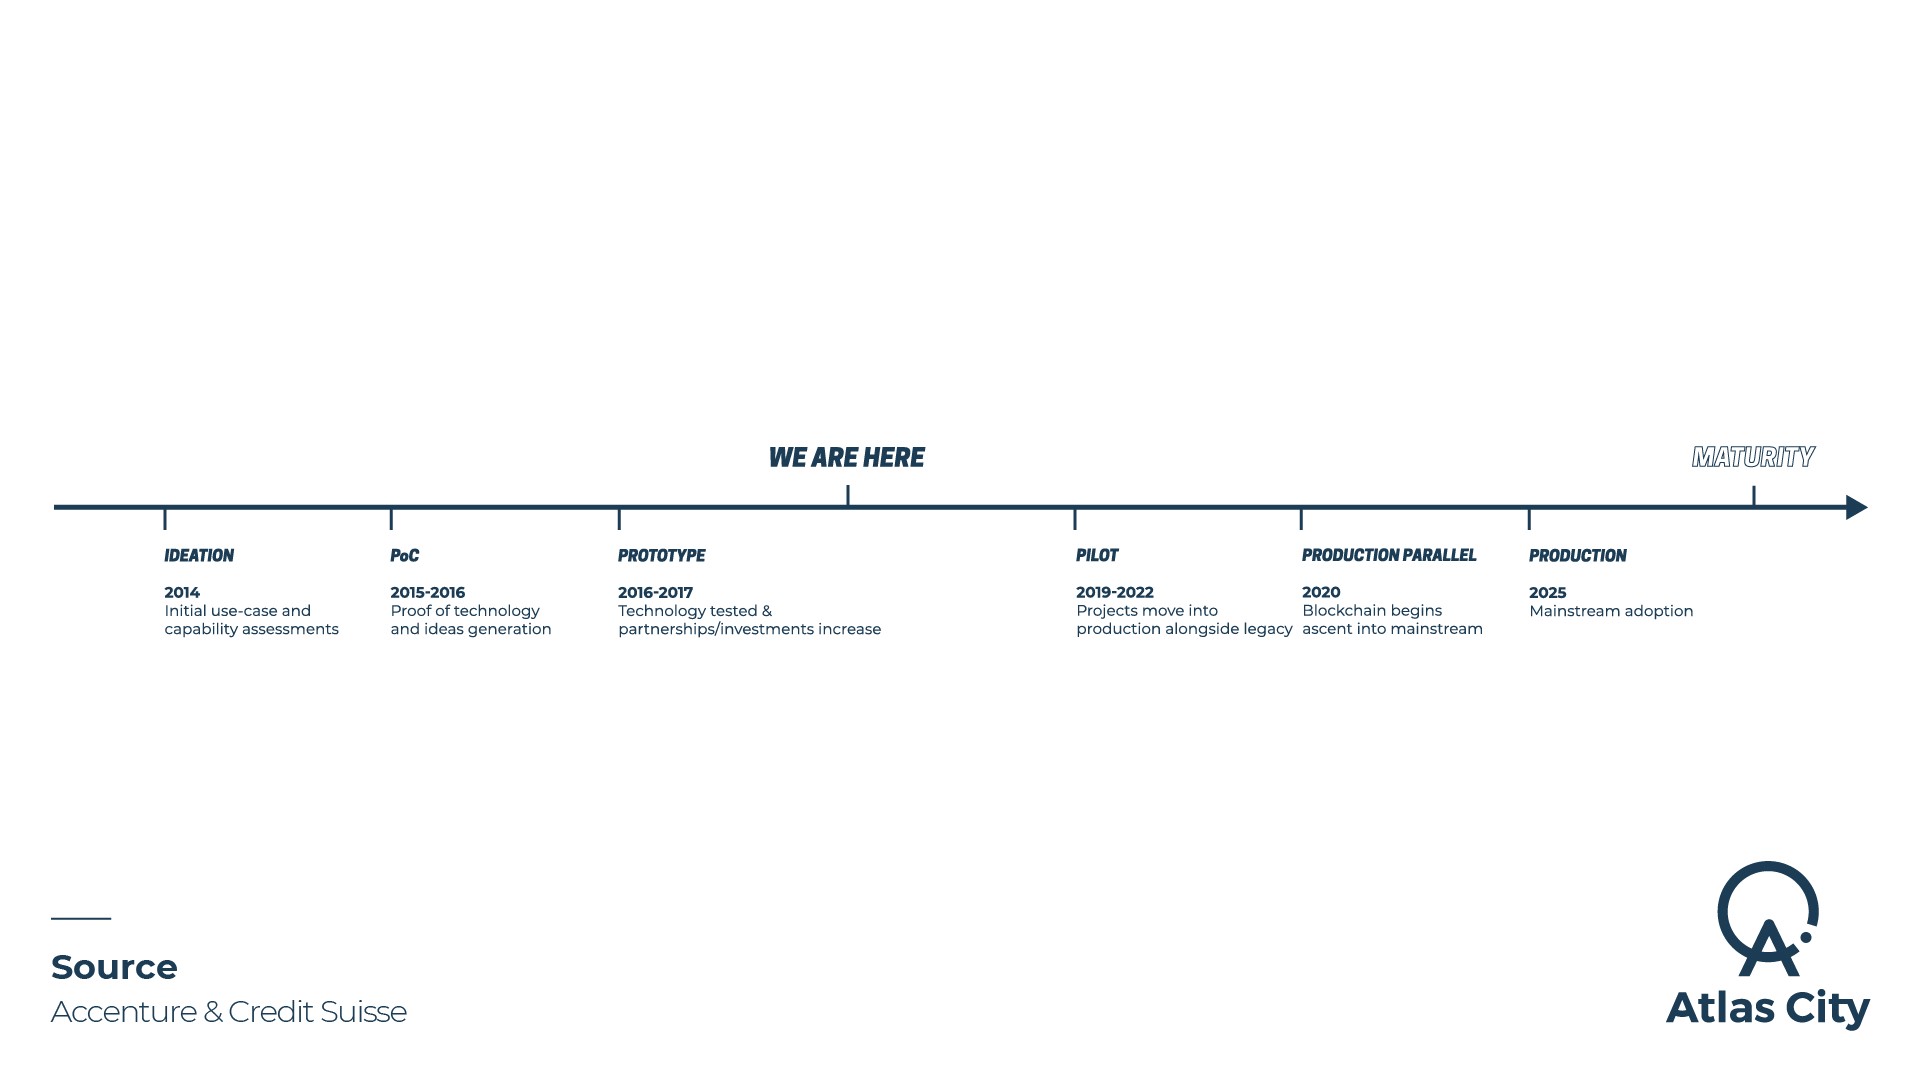 WE ARE HERE
MATURITY
IDEATION
2014
Initial use-case and
capability assessments
PoC
2015-2016
Proof of technology
and ideas generation
PROTOTYPE
2016-2017
Technology tested &
partnerships/investments increase
PILOT
2019-2022
Projects move into
production alongside legacy
PRODUCTION PARALLEL
2020
Blockchain begins
ascent into mainstream
PRODUCTION
2025
Mainstream adoption
Source
Accenture & Credit Suisse
Atlas City